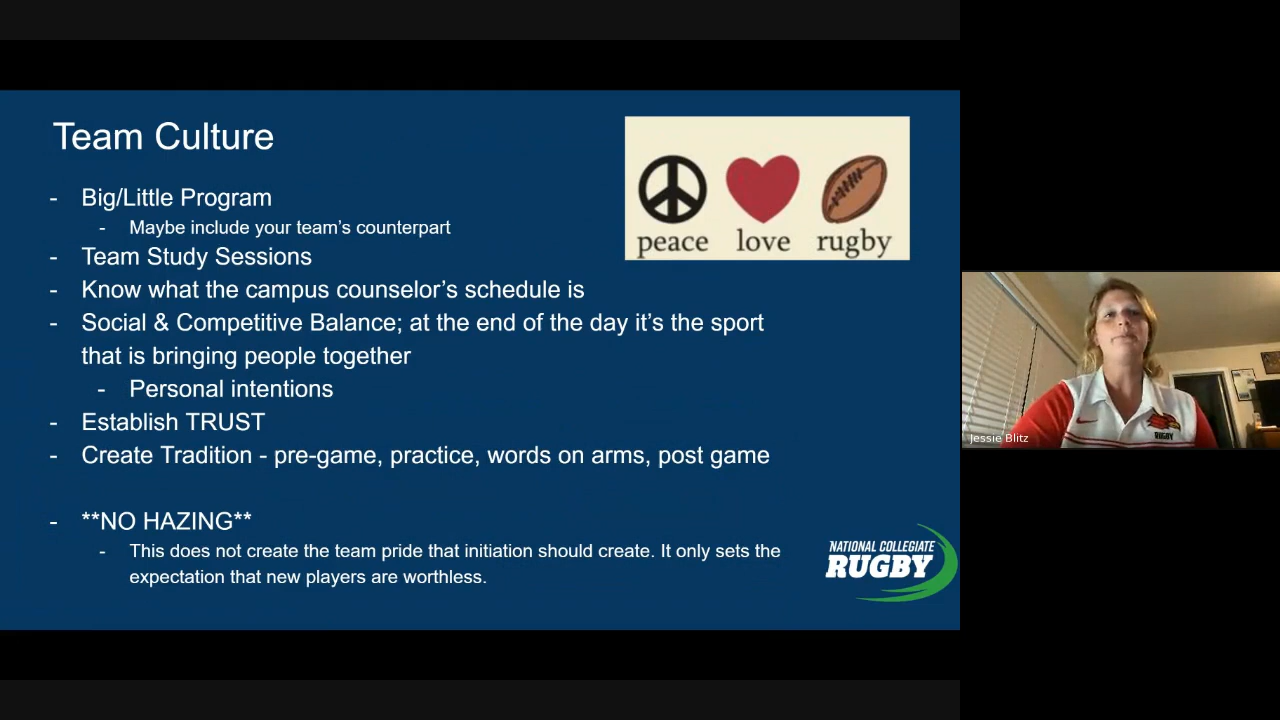 Team Culture
peace love rugby
- Big/Little Program
- Maybe include your team's counterpart
- Team Study Sessions
- Know what the campus counselor's schedule is
- Social & Competitive Balance; at the end of the day it's the sport
that is bringing people together
- Personal intentions
- Establish TRUST
- Create Tradition - pre-game, practice, words on arms, post game
- **NO HAZING**
- This does not create the team pride that initiation should create. It only sets the
expectation that new players are worthless.
NATIONAL COLLEGIATE
RUGBY
RUGBY
Jessie Blitz